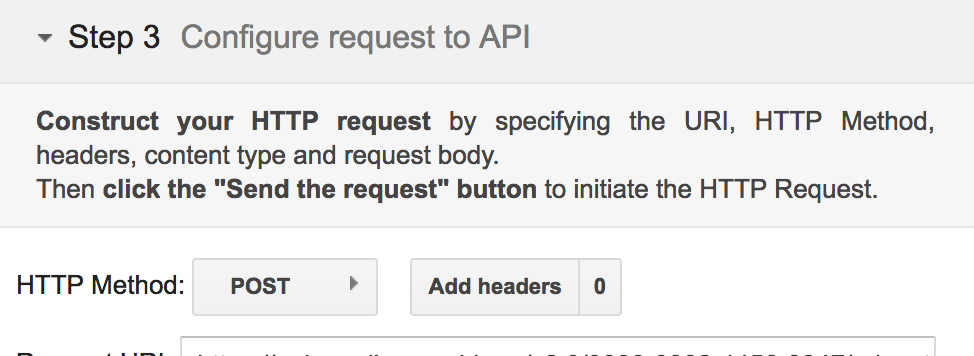 Step 3 Configure request to API
Construct your HTTP request by specifying the URI, HTTP Method,
headers, content type and request body.
Then click the "Send the request" button to initiate the HTTP Request.
HTTP Method: POST Add headers 0